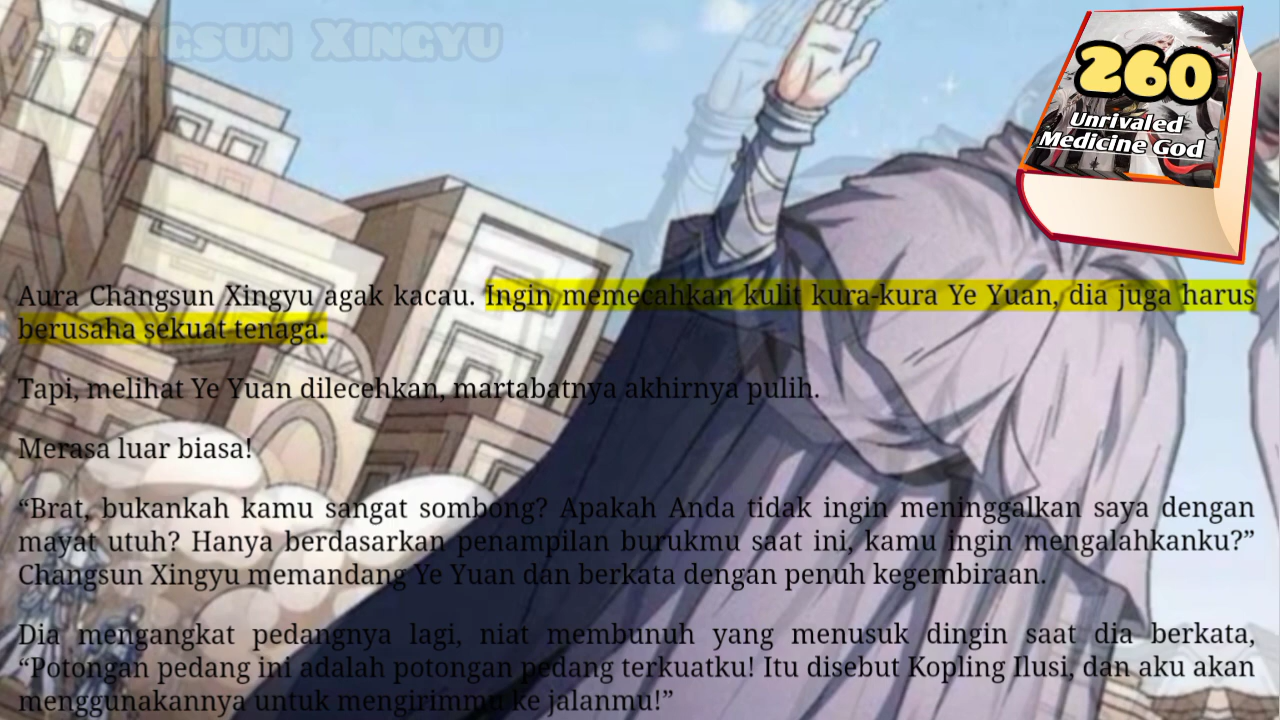 Changsun Xingyu
260
Unrivaled
Medicine God
Aura Changsun Xingyu agak kacau. Ingin memecahkan kulit kura-kura Ye Yuan, dia juga harus
berusaha sekuat tenaga.
Tapi, melihat Ye Yuan dilecehkan, martabatnya akhirnya pulih.
Merasa luar biasa!
“Brat, bukankah kamu sangat sombong? Apakah Anda tidak ingin meninggalkan saya dengan
mayat utuh? Hanya berdasarkan penampilan burukmu saat ini, kamu ingin mengalahkanku?”
Changsun Xingyu memandang Ye Yuan dan berkata dengan penuh kegembiraan.
Dia mengangkat pedangnya lagi, niat membunuh yang menusuk dingin saat dia berkata,
“Potongan pedang ini adalah potongan pedang terkuatku! Itu disebut Kopling Ilusi, dan aku akan
menggunakannya untuk mengirimmu ke jalanmu!”